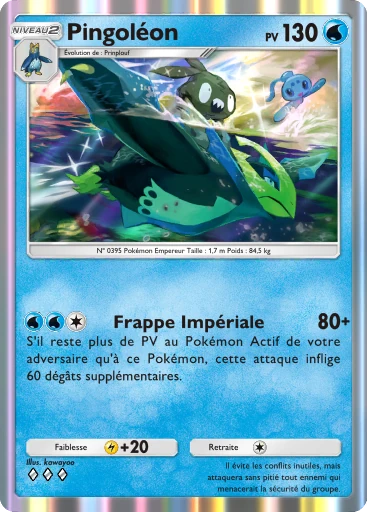 NIVEAU 2
Pingoléon
PV 130
Évolution de : Prinplouf
N° 0395 Pokémon Empereur Taille : 1,7 m Poids : 84,5 kg
Frappe Impériale 80+
S'il reste plus de PV au Pokémon Actif de votre
adversaire qu'à ce Pokémon, cette attaque inflige
60 dégâts supplémentaires.
Faiblesse +20
Retraite
Illus. kawayoo
Il évite les conflits inutiles, mais
attaquera sans pitié tout ennemi qui
menacerait la sécurité du groupe.